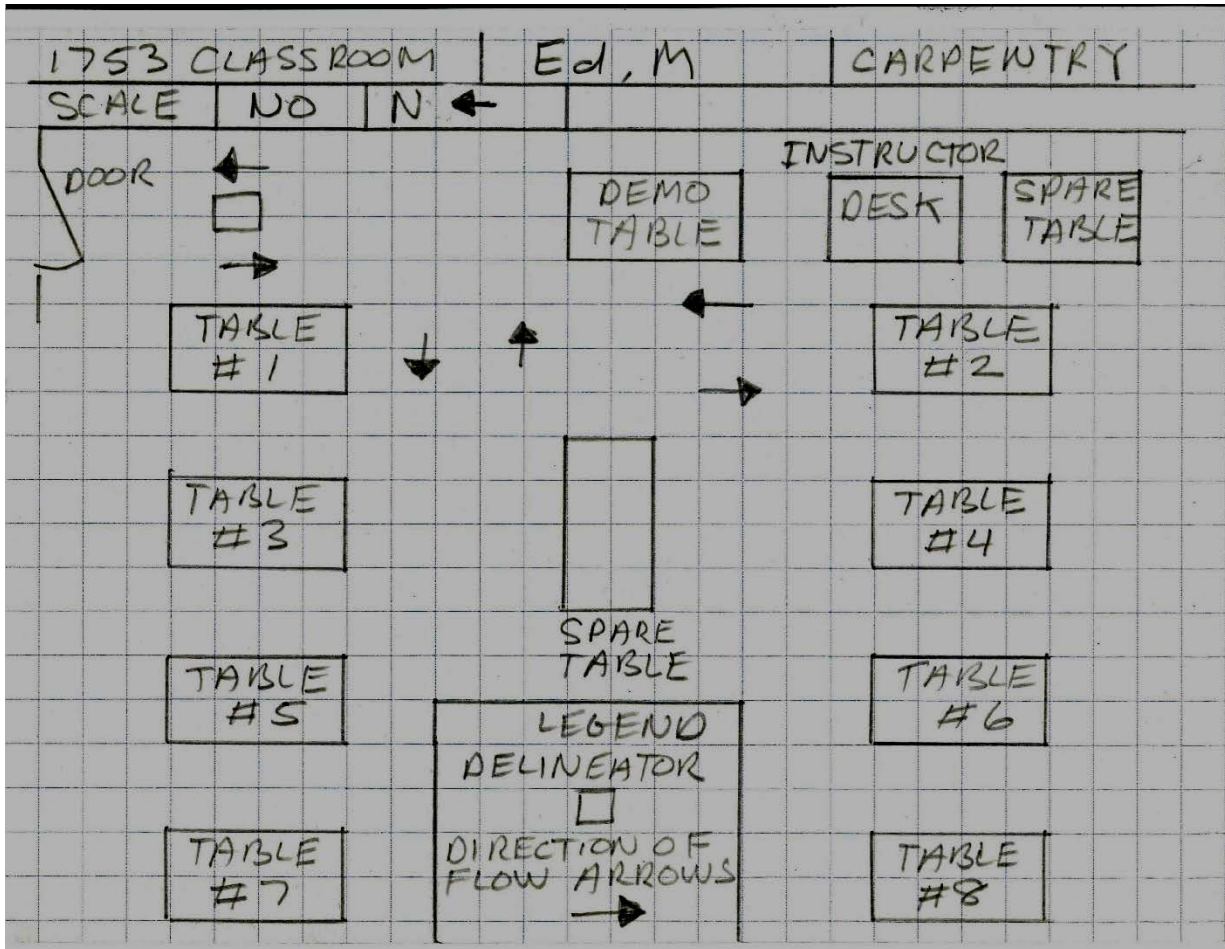 1753 CLASSROOM Ed, M CARPENTRY
SCALE NO N
DOOR
INSTRUCTOR
DEMO
TABLE
DESK
SPARE
TABLE
TABLE
#1
TABLE
#2
TABLE
#3
TABLE
#4
SPARE
TABLE
TABLE
#5
TABLE
#6
LEGEND
DELINEATOR
DIRECTION OF
FLOW ARROWS
TABLE
#7
TABLE
#8